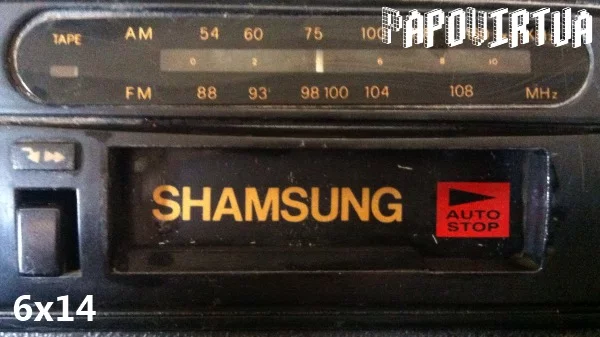 PAPOVIRTUA
TAPE AM 54 60 75 100
0 2 6 8 10
FM 88 93 98 100 104 108 MHz
SHAMSUNG
AUTO
STOP
6x14